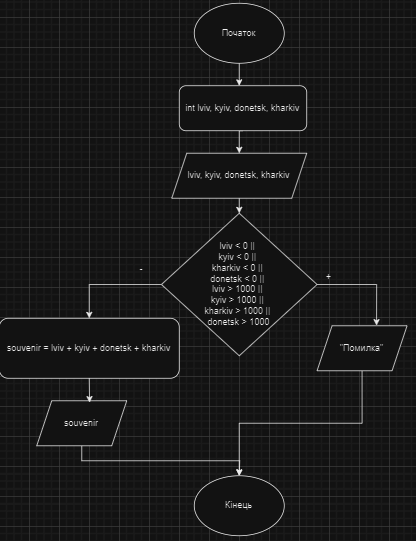 Початок
int lviv, kyiv, donetsk, kharkiv
lviv, kyiv, donetsk, kharkiv
lviv < 0 ||
kyiv < 0 ||
kharkiv < 0 ||
donetsk < 0 ||
lviv > 1000 ||
kyiv > 1000 ||
kharkiv > 1000 ||
donetsk > 1000
-
+
souvenir = lviv + kyiv + donetsk + kharkiv
"Помилка"
souvenir
Кінець